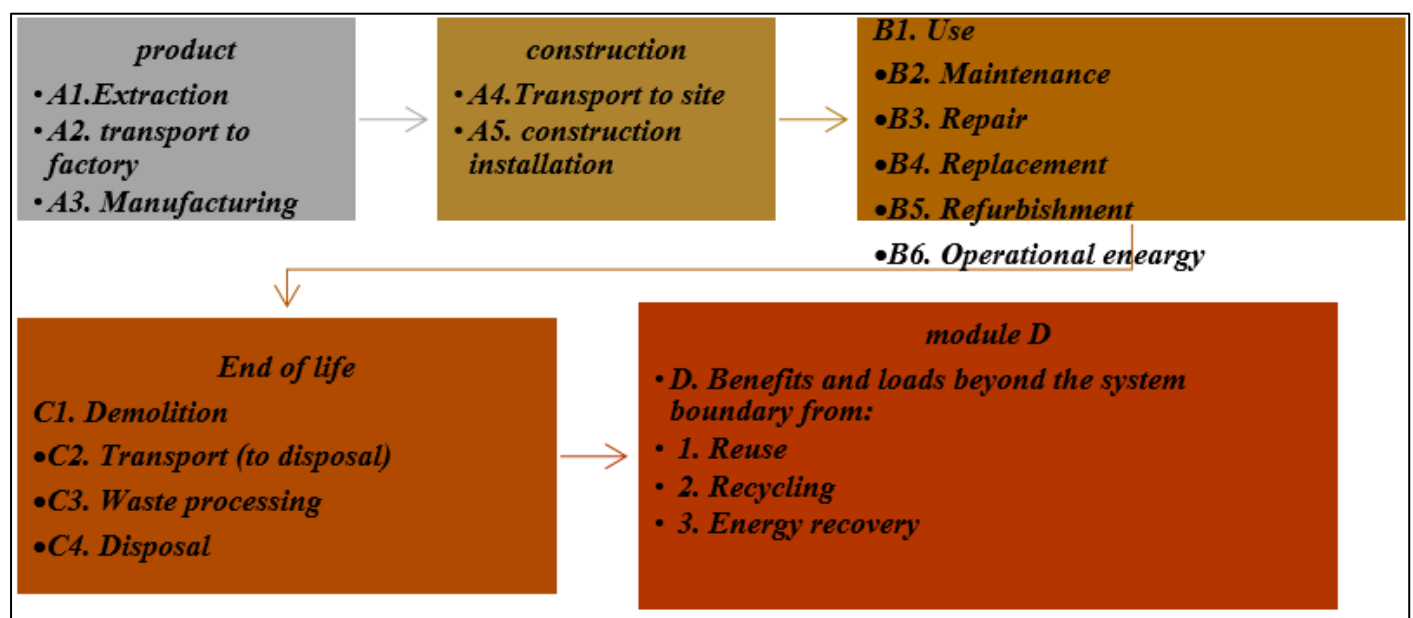 product
• A1.Extraction
• A2. transport to
factory
• A3. Manufacturing
construction
• A4.Transport to site
• A5. construction
installation
B1. Use
•B2. Maintenance
•B3. Repair
•B4. Replacement
•B5. Refurbishment
•B6. Operational eneargy
End of life
C1. Demolition
•C2. Transport (to disposal)
•C3. Waste processing
•C4. Disposal
module D
• D. Benefits and loads beyond the system
boundary from:
• 1. Reuse
• 2. Recycling
• 3. Energy recovery